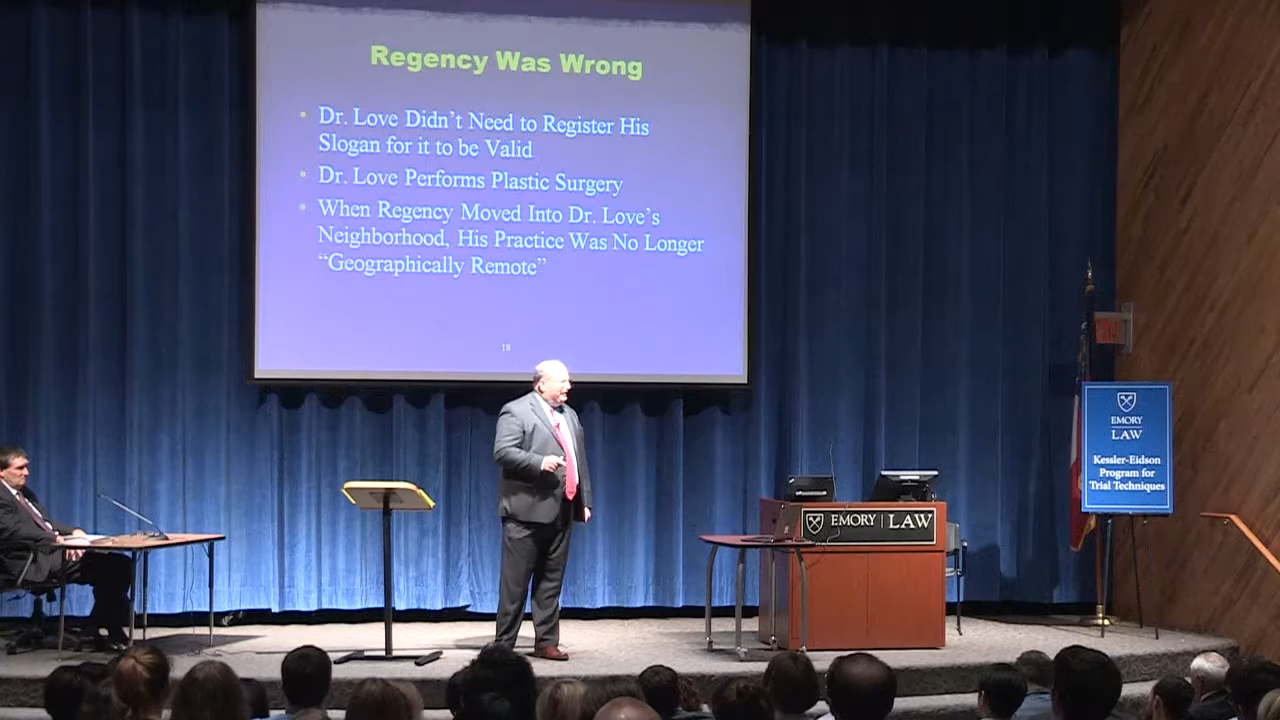 Regency Was Wrong
• Dr. Love Didn't Need to Register His
Slogan for it to be Valid
• Dr. Love Performs Plastic Surgery
• When Regency Moved Into Dr. Love's
Neighborhood, His Practice Was No Longer
“Geographically Remote”
18
EMORY | LAW
EMORY
LAW
Kessler-Eidson
Program for
Trial Techniques